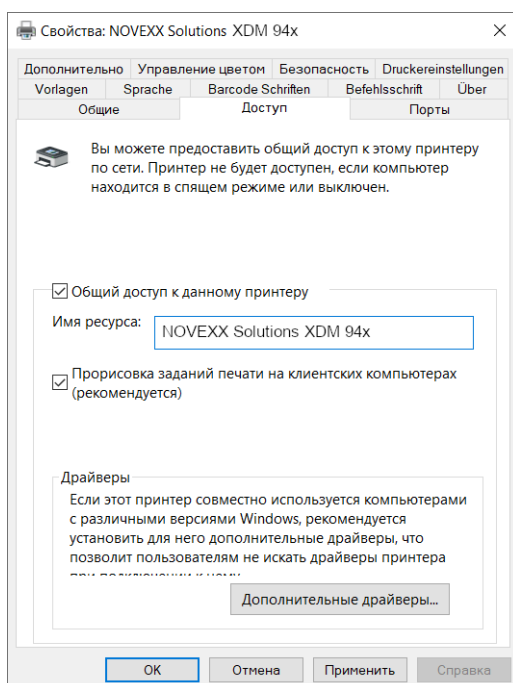 Свойства: NOVEXX Solutions XDM 94x
Дополнительно Управление цветом Безопасность Druckereinstellungen
Vorlagen Sprache Barcode Schriften Befehlsschrift Über
Общие Доступ Порты
Вы можете предоставить общий доступ к этому принтеру
по сети. Принтер не будет доступен, если компьютер
находится в спящем режиме или выключен.
Общий доступ к данному принтеру
Имя ресурса: NOVEXX Solutions XDM 94x
Прорисовка заданий печати на клиентских компьютерах
(рекомендуется)
Драйверы
Если этот принтер совместно используется компьютерами
с различными версиями Windows, рекомендуется
установить для него дополнительные драйверы, что
позволит пользователям не искать драйверы принтера
при подключении к нему.
Дополнительные драйверы...
OK Отмена Применить Справка